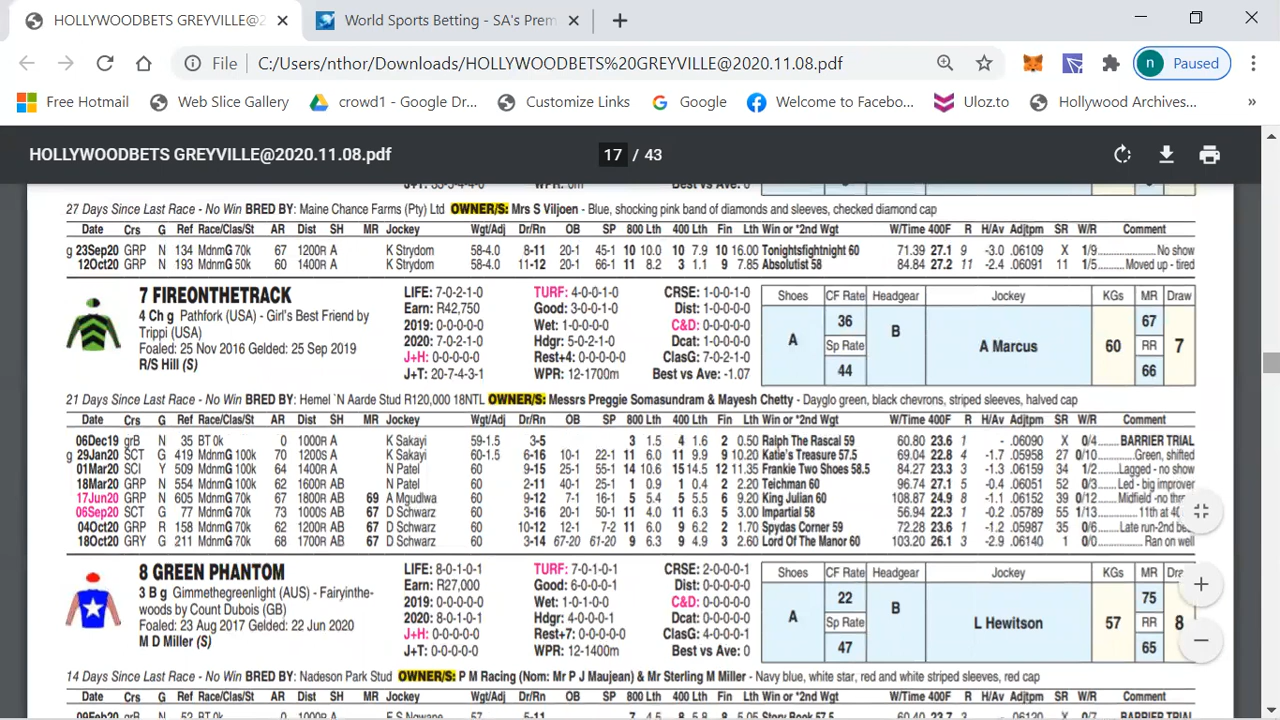 HOLLYWOODBETS GREYVILLE@2
World Sports Betting - SA's Prem
File C:/Users/nthor/Downloads/HOLLYWOODBETS%20GREYVILLE@2020.11.08.pdf n Paused
Free Hotmail Web Slice Gallery crowd1 - Google Dr... Customize Links Google Welcome to Faceb... Uloz.to Hollywood Archives... »
HOLLYWOODBETS GREYVILLE@2020.11.08.pdf 17 / 43
27 Days Since Last Race - No Win BRED BY: Maine Chance Farms (Pty) Ltd OWNER/S: Mrs S Viljoen - Blue, shocking pink band of diamonds and sleeves, checked diamond cap
Date Crs Ref Race/Clas/St AR Dist Jockey Wgt/Adj Dr/Rn OB SP 800 Lth 400 Lth Fin Lth Win or *2nd Wgt W/Time 400F R H/Av Adjtpm SR W/R Comment
g 23Sep20 GRP N 134 MdnmG 70k 67 1200R A K Strydom 58-4.0 8-11 20-1 45-1 10 10.0 10 7.9 10 16.00 Tonightsfightnight 60 71.39 27.1 9 -3.0 .06109 X 1/9 No show
12Oct20 GRP N 193 MdnmG 50k 60 1400R A K Strydom 58-4.0 11-12 20-1 66-1 11 8.2 3 1.1 9 7.85 Absolutist 58 84.84 27.2 11 -2.4 .06091 11 1/5 Moved up - tired
7 FIREONTHETRACK
4 Ch g Pathfork (USA) - Girl's Best Friend by
Trippi (USA)
Foaled: 25 Nov 2016 Gelded: 25 Sep 2019
R/S Hill (S)
LIFE: 7-0-2-1-0 TURF: 4-0-0-1-0 CRSE: 1-0-0-1-0
Earn: R42,750 Good: 3-0-0-1-0 Dist: 1-0-0-0-0
2019: 0-0-0-0-0 Wet: 1-0-0-0-0 C&D: 0-0-0-0-0
2020: 7-0-2-1-0 Hdgr: 5-0-2-1-0 Dcat: 1-0-0-0-0
J+H: 0-0-0-0-0 Rest+4: 0-0-0-0-0 ClasG: 7-0-2-1-0
J+T: 20-7-4-3-1 WPR: 12-1700m Best vs Ave: -1.07
Shoes CF Rate Headgear Jockey KGs MR Draw
A 36 B A Marcus 60 67 7
Sp Rate RR
44 66
21 Days Since Last Race - No Win BRED BY: Hemel `N Aarde Stud R120,000 18NTL OWNER/S: Messrs Preggie Somasundram & Mayesh Chetty - Dayglo green, black chevrons, striped sleeves, halved cap
Date Crs Ref Race/Clas/St AR Dist MR Jockey Wgt/Adj Dr/Rn OB SP 800 Lth 400 Lth Fin Lth Win or *2nd Wgt W/Time 400F R H/Av Adjtpm SR W/R Comment
06Dec19 grB N 35 BT 0k 0 1000R A K Sakayi 59-1.5 3-5 3 1.5 4 1.6 2 0.50 Ralph The Rascal 59 60.80 23.6 1 - .06090 X 0/4 BARRIER TRIAL
g 29Jan20 SCT G 419 MdnmG 100k 70 1200S A K Sakayi 60-1.5 6-16 10-1 22-1 11 6.0 11 9.9 9 10.20 Katie's Treasure 57.5 69.04 22.8 4 -1.7 .05958 27 0/10 Green, shifted
01Mar20 SCI Y 509 MdnmG 100k 64 1400R A N Patel 60 9-15 25-1 55-1 14 10.6 15 14.5 12 11.35 Frankie Two Shoes 58.5 84.27 23.3 3 -1.3 .06159 34 1/2 Lagged - no show
18Mar20 GRP N 554 MdnmG 100k 62 1600R AB N Patel 60 2-11 80-1 25-1 1 0.9 1 0.4 2 2.20 Teichman 60 96.74 27.1 5 -0.4 .06051 52 0/3 Led - big improver
17Jun20 GRP N 605 MdnmG 70k 67 1800R AB 69 A Mgudlwa 60 9-12 7-1 16-1 5 5.4 5 5.5 6 9.20 King Julian 60 108.87 24.9 8 -1.1 .06152 39 0/12 Midfield -no thr
06Sep20 SCT G 77 MdnmG 70k 73 1000S AB 67 D Schwarz 60 3-16 20-1 50-1 11 4.0 11 6.3 5 3.00 Impartial 58 56.94 22.3 1 -0.2 .05789 55 1/13 11th at 40
04Oct20 GRP R 158 MdnmG 70k 62 1200R AB 67 D Schwarz 60 10-12 12-1 7-2 11 6.0 9 6.2 2 1.70 Spydas Corner 59 72.28 23.6 1 -1.2 .05987 35 0/6 Late run-2nd be
18Oct20 GRY G 211 MdnmG 70k 68 1700R AB 67 D Schwarz 60 3-14 67-20 61-20 9 6.3 9 4.9 3 2.60 Lord Of The Manor 60 103.20 26.1 3 -2.9 .06140 1 0/0 Ran on well
8 GREEN PHANTOM
3 B g Gimmethegreenlight (AUS) - Fairyinthe-
woods by Count Dubois (GB)
Foaled: 23 Aug 2017 Gelded: 22 Jun 2020
M D Miller (S)
LIFE: 8-0-1-0-1 TURF: 7-0-1-0-1 CRSE: 2-0-0-0-1
Earn: R27,000 Good: 6-0-0-0-1 Dist: 0-0-0-0-0
2019: 0-0-0-0-0 Wet: 1-0-1-0-0 C&D: 0-0-0-0-0
2020: 8-0-1-0-1 Hdgr: 4-0-0-0-1 Dcat: 0-0-0-0-0
J+H: 0-0-0-0-0 Rest+7: 0-0-0-0-0 ClasG: 4-0-0-0-1
J+T: 0-0-0-0-0 WPR: 12-1400m Best vs Ave: 0
Shoes CF Rate Headgear Jockey KGs MR Dra
A 22 B L Hewitson 57 75 8
Sp Rate RR
47 65
14 Days Since Last Race - No Win BRED BY: Nadeson Park Stud OWNER/S: P M Racing (Nom: Mr P J Maujean) & Mr Sterling M Miller - Navy blue, white star, red and white striped sleeves, red cap
Date Crs Ref Race/Clas/St AR Dist MR Jockey Wgt/Adj Dr/Rn OB SP 800 Lth 400 Lth Fin Lth Win or *2nd Wgt W/Time 400F R H/Av Adjtpm SR W/R Comment